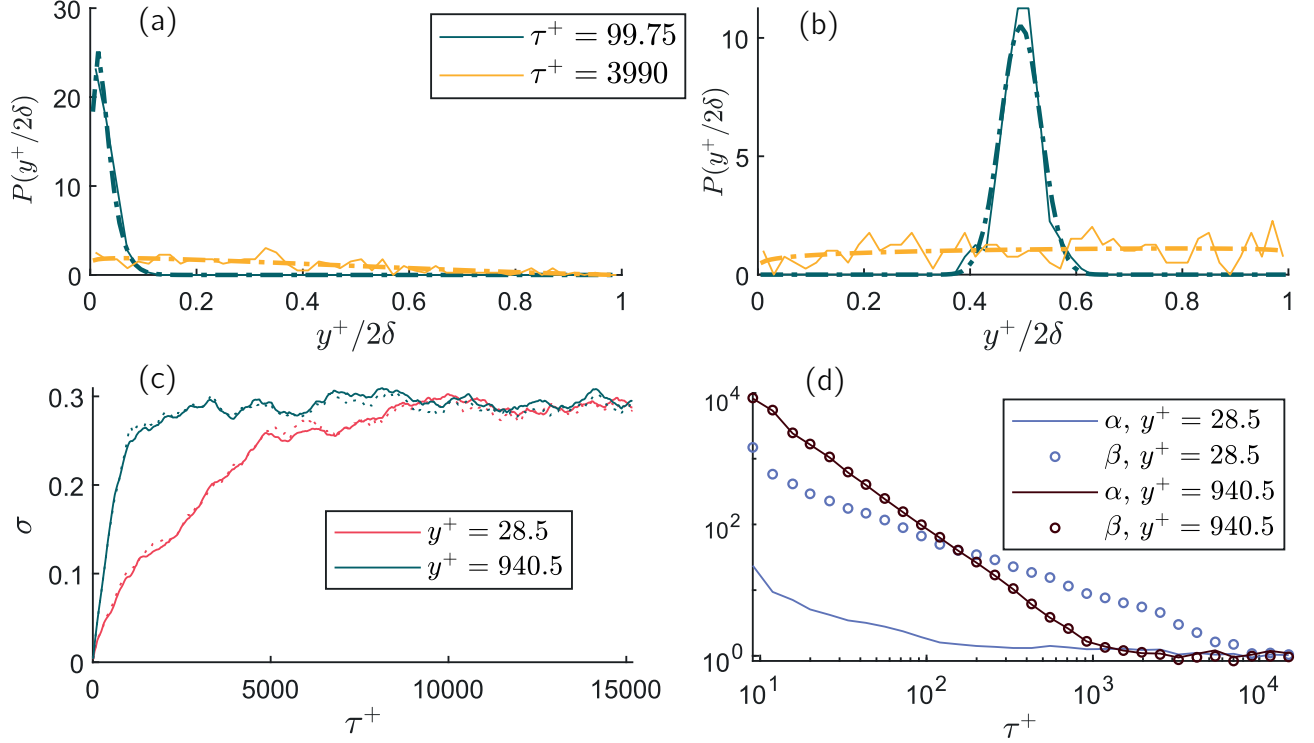 (a)
τ⁺ = 99.75
τ⁺ = 3990
P(y⁺/2δ)
30
20
10
0
0 0.2 0.4 0.6 0.8 1
y⁺/2δ
(b)
P(y⁺/2δ)
10
5
0
0 0.2 0.4 0.6 0.8 1
y⁺/2δ
(c)
σ
0.3
0.2
0.1
0
y⁺ = 28.5
y⁺ = 940.5
0 5000 10000 15000
τ⁺
(d)
10⁴
10²
10⁰
α, y⁺ = 28.5
β, y⁺ = 28.5
α, y⁺ = 940.5
β, y⁺ = 940.5
10¹ 10² 10³ 10⁴
τ⁺